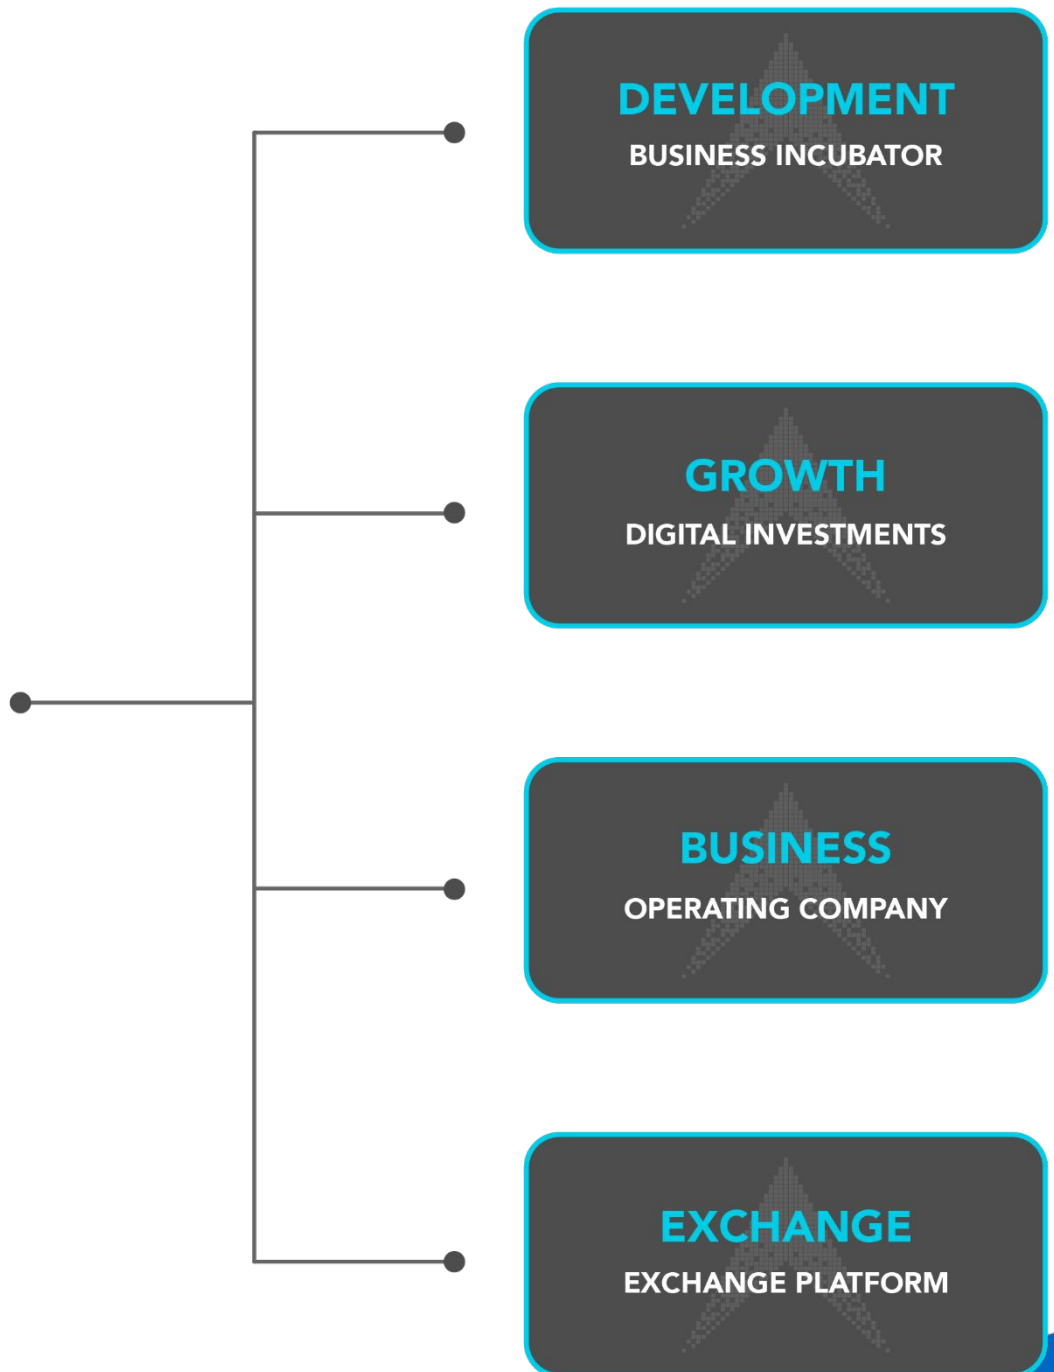 DEVELOPMENT
BUSINESS INCUBATOR
GROWTH
DIGITAL INVESTMENTS
BUSINESS
OPERATING COMPANY
EXCHANGE
EXCHANGE PLATFORM